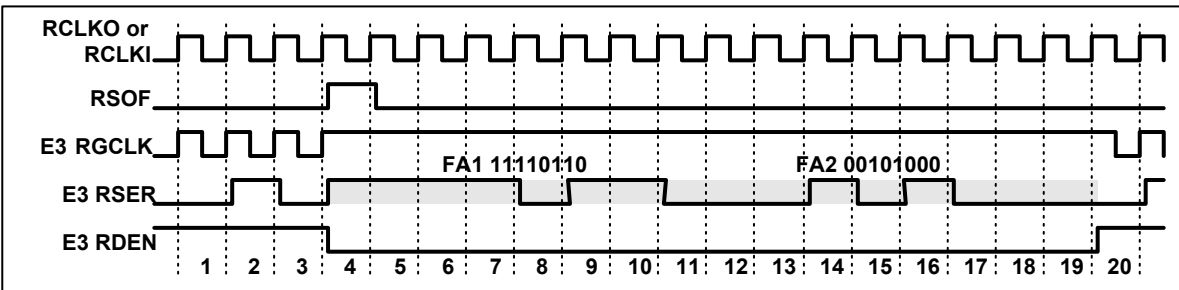 RCLKO or
RCLKI
RSOF
E3 RGCLK
FA1 11110110 FA2 00101000
E3 RSER
E3 RDEN
1 2 3 4 5 6 7 8 9 10 11 12 13 14 15 16 17 18 19 20